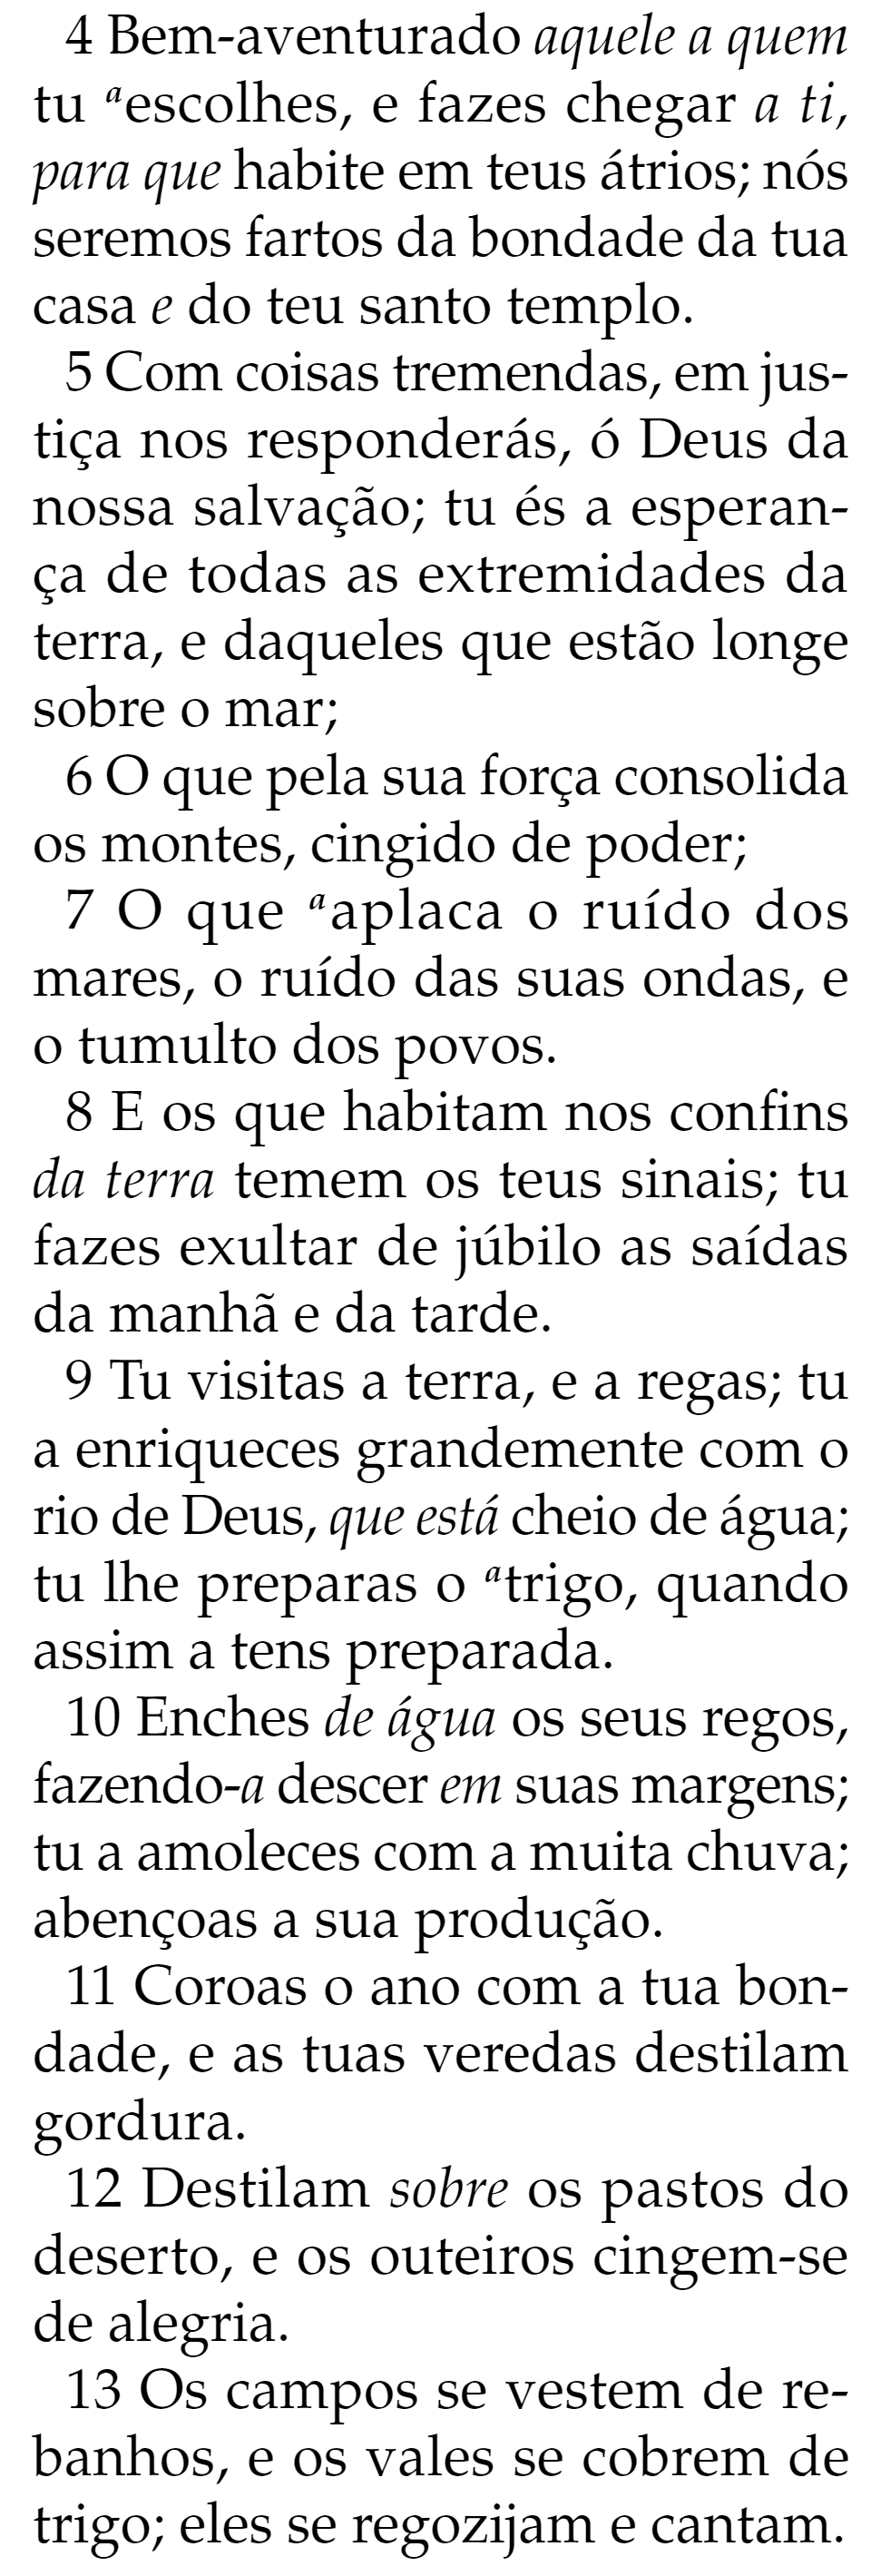 4 Bem-aventurado aquele a quem
tu ᵃescolhes, e fazes chegar a ti,
para que habite em teus átrios; nós
seremos fartos da bondade da tua
casa e do teu santo templo.
5 Com coisas tremendas, em jus-
tiça nos responderás, ó Deus da
nossa salvação; tu és a esperan-
ça de todas as extremidades da
terra, e daqueles que estão longe
sobre o mar;
6 O que pela sua força consolida
os montes, cingido de poder;
7 O que ᵃaplaca o ruído dos
mares, o ruído das suas ondas, e
o tumulto dos povos.
8 E os que habitam nos confins
da terra temem os teus sinais; tu
fazes exultar de júbilo as saídas
da manhã e da tarde.
9 Tu visitas a terra, e a regas; tu
a enriqueces grandemente com o
rio de Deus, que está cheio de água;
tu lhe preparas o ᵃtrigo, quando
assim a tens preparada.
10 Enches de água os seus regos,
fazendo-a descer em suas margens;
tu a amoleces com a muita chuva;
abençoas a sua produção.
11 Coroas o ano com a tua bon-
dade, e as tuas veredas destilam
gordura.
12 Destilam sobre os pastos do
deserto, e os outeiros cingem-se
de alegria.
13 Os campos se vestem de re-
banhos, e os vales se cobrem de
trigo; eles se regozijam e cantam.